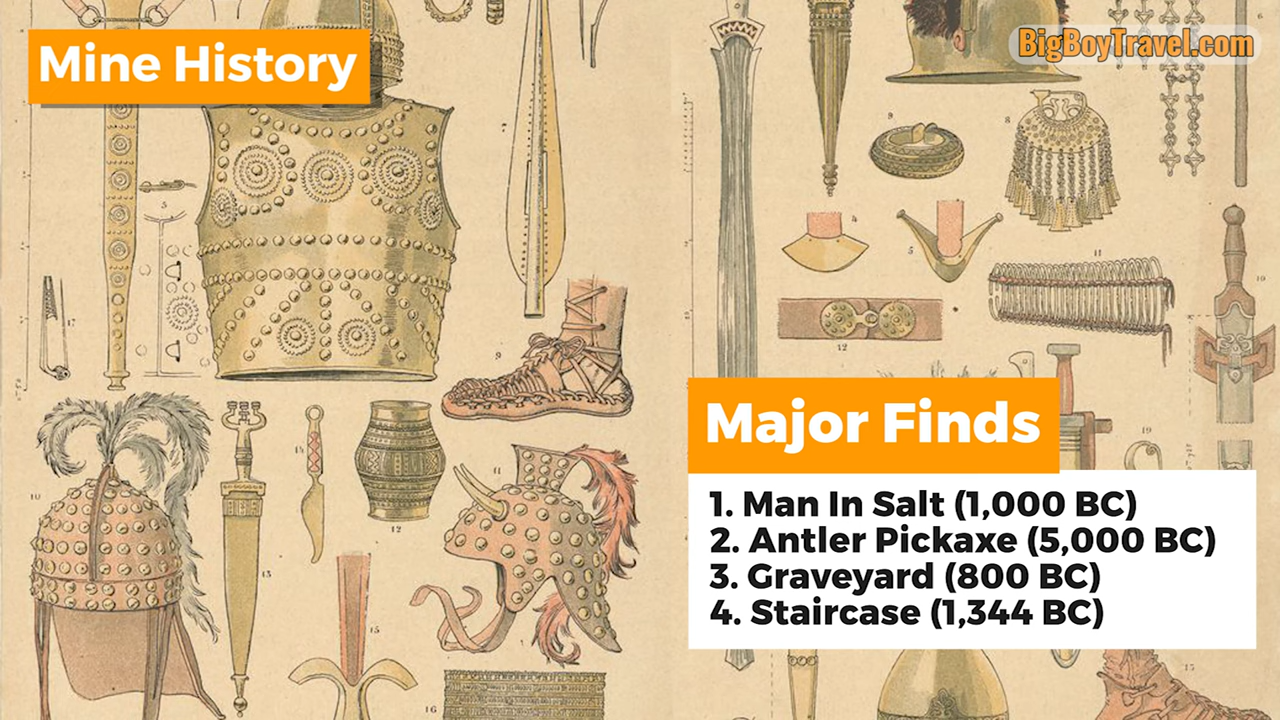 Mine History
BigBoyTravel.com
Major Finds
1. Man In Salt (1,000 BC)
2. Antler Pickaxe (5,000 BC)
3. Graveyard (800 BC)
4. Staircase (1,344 BC)